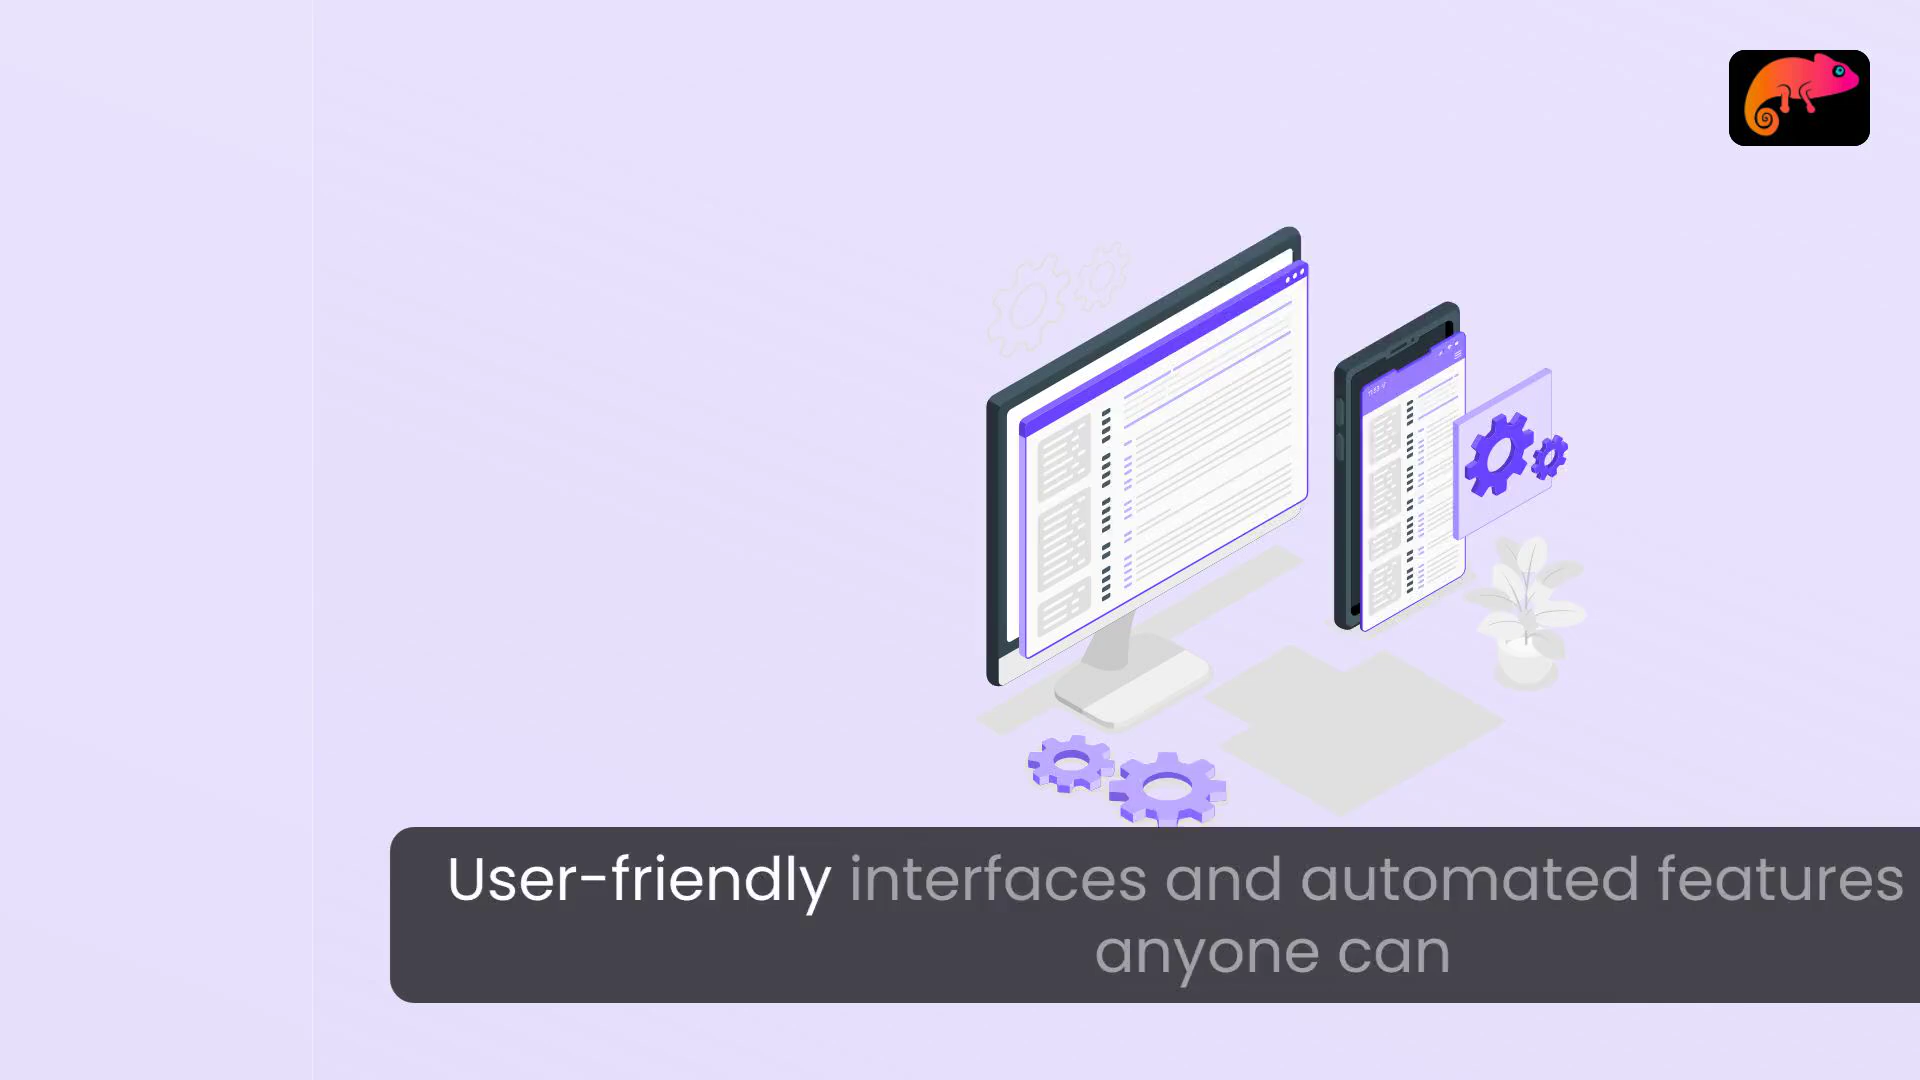 User-friendly interfaces and automated features
anyone can